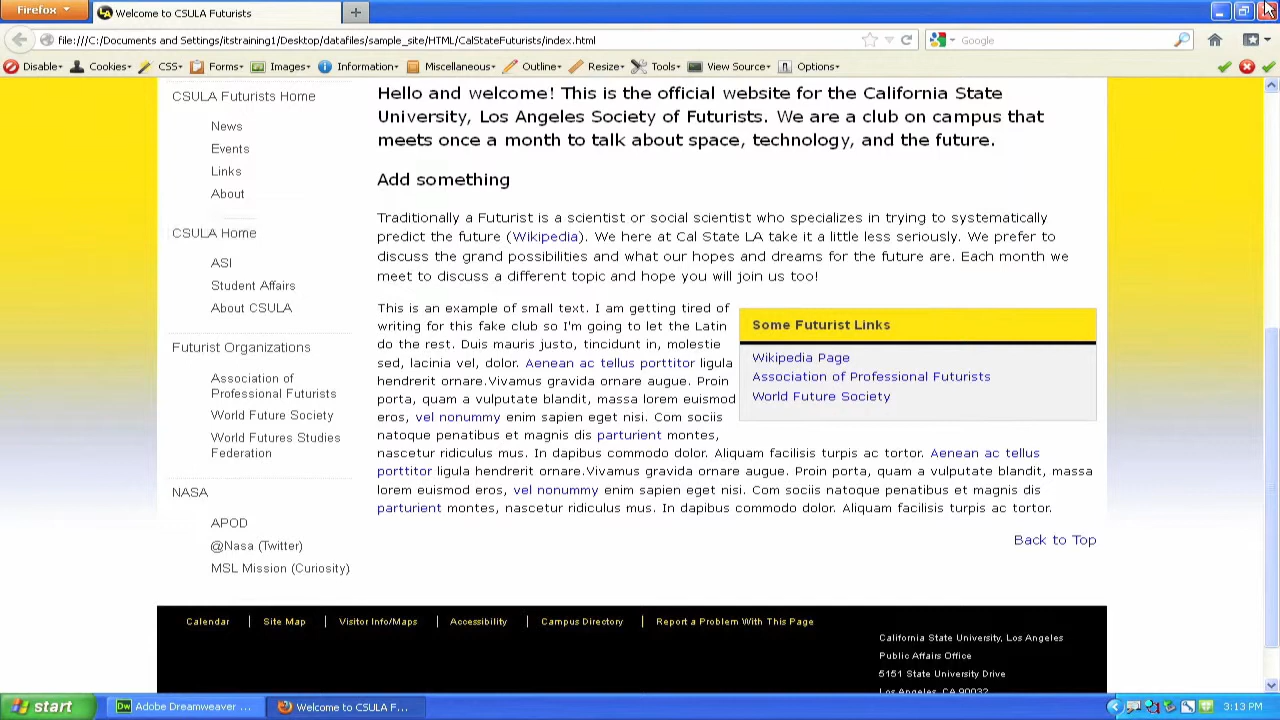 Firefox
Welcome to CSULA Futurists
file:///C:/Documents and Settings/itstraining1/Desktop/datafiles/sample_site/HTML/CalStateFuturists/index.html
Google
Disable
Cookies
CSS
Forms
Images
Information
Miscellaneous
Outline
Resize
Tools
View Source
Options
CSULA Futurists Home
News
Events
Links
About
CSULA Home
ASI
Student Affairs
About CSULA
Futurist Organizations
Association of
Professional Futurists
World Future Society
World Futures Studies
Federation
NASA
APOD
@Nasa (Twitter)
MSL Mission (Curiosity)
Hello and welcome! This is the official website for the California State
University, Los Angeles Society of Futurists. We are a club on campus that
meets once a month to talk about space, technology, and the future.
Add something
Traditionally a Futurist is a scientist or social scientist who specializes in trying to systematically
predict the future (Wikipedia). We here at Cal State LA take it a little less seriously. We prefer to
discuss the grand possibilities and what our hopes and dreams for the future are. Each month we
meet to discuss a different topic and hope you will join us too!
This is an example of small text. I am getting tired of
writing for this fake club so I'm going to let the Latin
do the rest. Duis mauris justo, tincidunt in, molestie
sed, lacinia vel, dolor. Aenean ac tellus porttitor ligula
hendrerit ornare.Vivamus gravida ornare augue. Proin
porta, quam a vulputate blandit, massa lorem euismod
eros, vel nonummy enim sapien eget nisi. Com sociis
natoque penatibus et magnis dis parturient montes,
nascetur ridiculus mus. In dapibus commodo dolor. Aliquam facilisis turpis ac tortor. Aenean ac tellus
porttitor ligula hendrerit ornare.Vivamus gravida ornare augue. Proin porta, quam a vulputate blandit, massa
lorem euismod eros, vel nonummy enim sapien eget nisi. Com sociis natoque penatibus et magnis dis
parturient montes, nascetur ridiculus mus. In dapibus commodo dolor. Aliquam facilisis turpis ac tortor.
Some Futurist Links
Wikipedia Page
Association of Professional Futurists
World Future Society
Back to Top
Calendar
Site Map
Visitor Info/Maps
Accessibility
Campus Directory
Report a Problem With This Page
California State University, Los Angeles
Public Affairs Office
5151 State University Drive
Los Angeles, CA 90032
start
Adobe Dreamweaver ...
Welcome to CSULA F...
3:13 PM